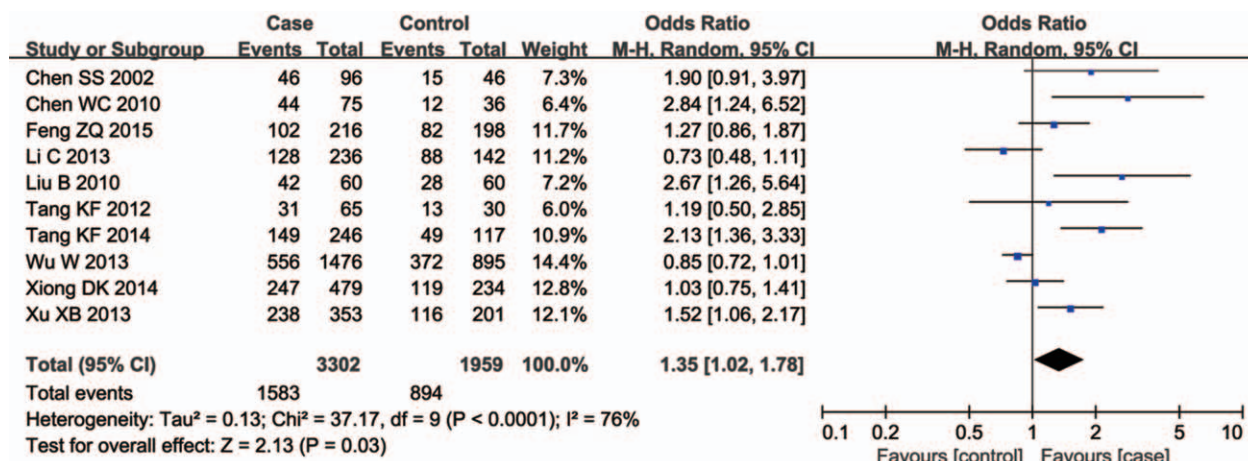 Case Control Odds Ratio Odds Ratio
Study or Subgroup Events Total Events Total Weight M-H, Random, 95% CI M-H, Random, 95% CI
Chen SS 2002 46 96 15 46 7.3% 1.90 [0.91, 3.97]
Chen WC 2010 44 75 12 36 6.4% 2.84 [1.24, 6.52]
Feng ZQ 2015 102 216 82 198 11.7% 1.27 [0.86, 1.87]
Li C 2013 128 236 88 142 11.2% 0.73 [0.48, 1.11]
Liu B 2010 42 60 28 60 7.2% 2.67 [1.26, 5.64]
Tang KF 2012 31 65 13 30 6.0% 1.19 [0.50, 2.85]
Tang KF 2014 149 246 49 117 10.9% 2.13 [1.36, 3.33]
Wu W 2013 556 1476 372 895 14.4% 0.85 [0.72, 1.01]
Xiong DK 2014 247 479 119 234 12.8% 1.03 [0.75, 1.41]
Xu XB 2013 238 353 116 201 12.1% 1.52 [1.06, 2.17]
Total (95% CI) 3302 1959 100.0% 1.35 [1.02, 1.78]
Total events 1583 894
Heterogeneity: Tau² = 0.13; Chi² = 37.17, df = 9 (P < 0.0001); I² = 76%
Test for overall effect: Z = 2.13 (P = 0.03)
0.1 0.2 0.5 1 2 5 10
Favours [control] Favours [case]